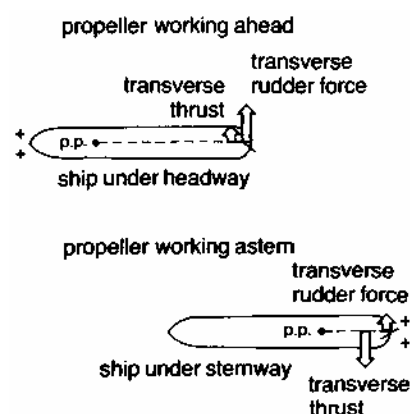 propeller working ahead
transverse
rudder force
transverse
thrust
+
+
p.p.
ship under headway
propeller working astern
transverse
rudder force
p.p.
+
+
ship under sternway
transverse
thrust